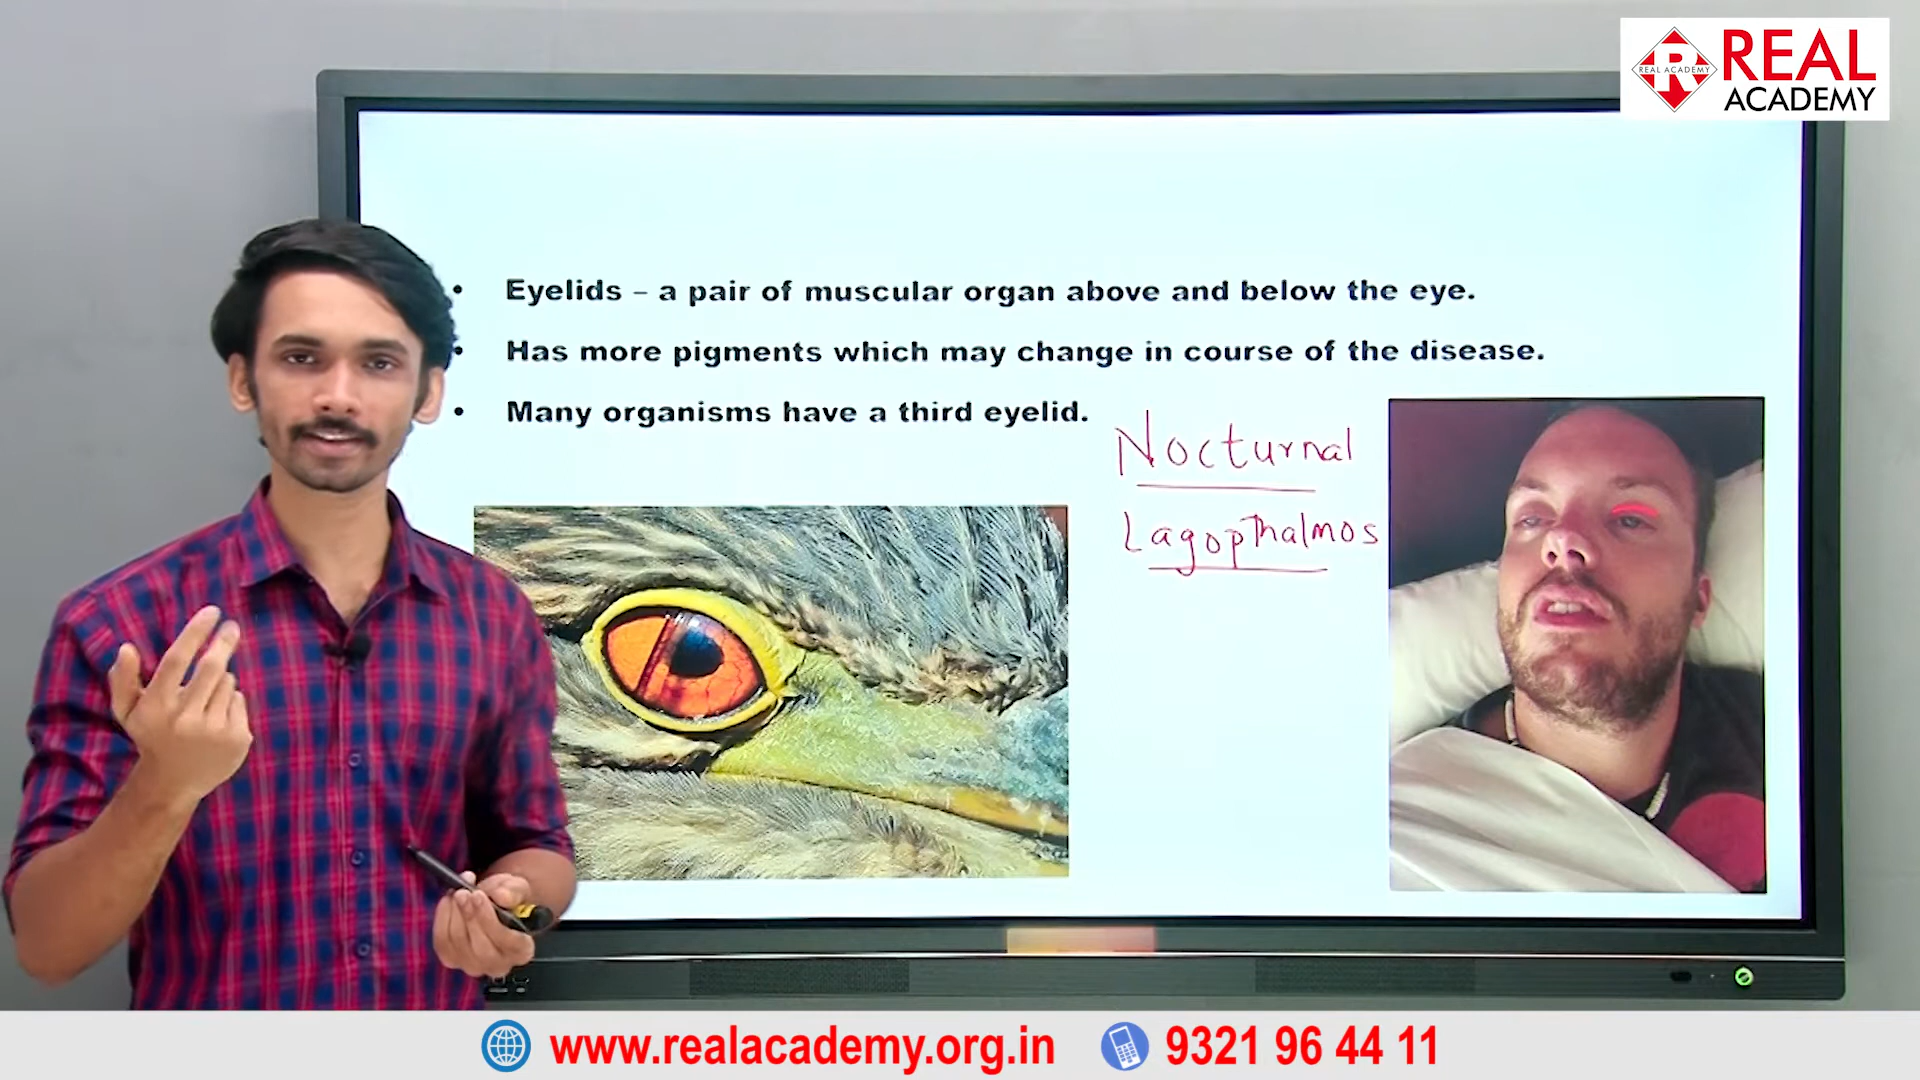 REAL
ACADEMY
REAL ACADEMY
R
• Eyelids – a pair of muscular organ above and below the eye.
• Has more pigments which may change in course of the disease.
• Many organisms have a third eyelid.
Nocturnal
Lagopthalmos
www.realacademy.org.in
9321 96 44 11